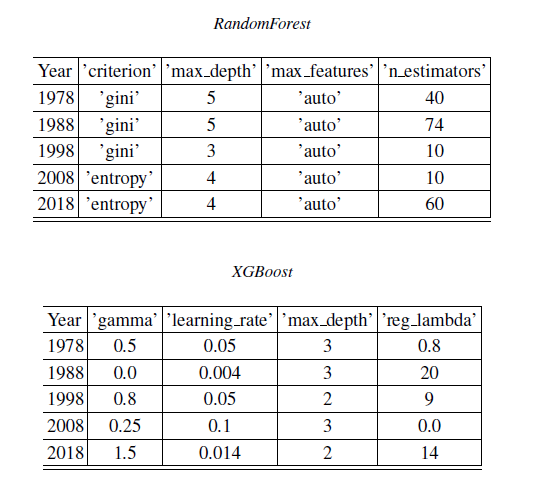 RandomForest
Year 'criterion' 'max_depth' 'max_features' 'n_estimators'
1978 'gini' 5 'auto' 40
1988 'gini' 5 'auto' 74
1998 'gini' 3 'auto' 10
2008 'entropy' 4 'auto' 10
2018 'entropy' 4 'auto' 60
XGBoost
Year 'gamma' 'learning_rate' 'max_depth' 'reg_lambda'
1978 0.5 0.05 3 0.8
1988 0.0 0.004 3 20
1998 0.8 0.05 2 9
2008 0.25 0.1 3 0.0
2018 1.5 0.014 2 14